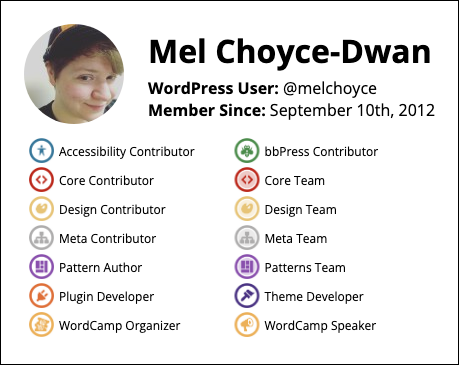 Mel Choyce-Dwan
WordPress User: @melchoyce
Member Since: September 10th, 2012
Accessibility Contributor
bbPress Contributor
Core Contributor
Core Team
Design Contributor
Design Team
Meta Contributor
Meta Team
Pattern Author
Patterns Team
Plugin Developer
Theme Developer
WordCamp Organizer
WordCamp Speaker